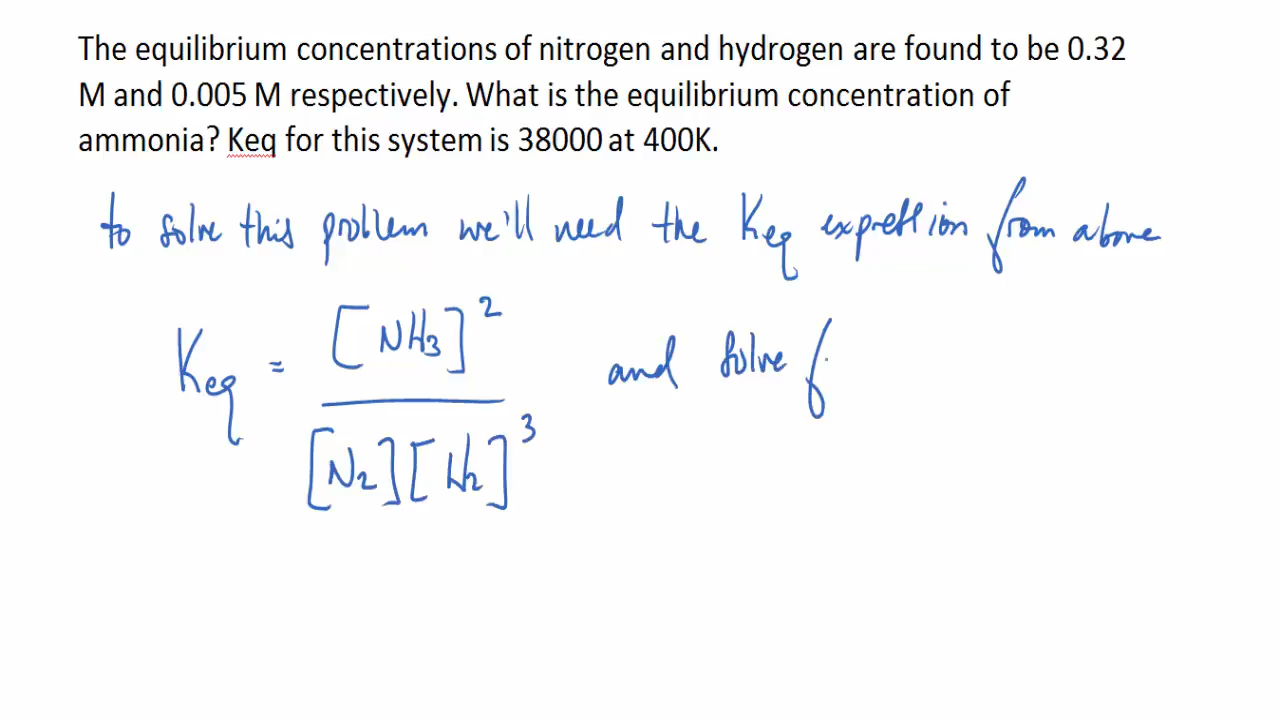 The equilibrium concentrations of nitrogen and hydrogen are found to be 0.32
M and 0.005 M respectively. What is the equilibrium concentration of
ammonia? Keq for this system is 38000 at 400K.
to solve this problem we'll need the Keq expression from above
Keq = [NH3]^2 / [N2][H2]^3 and solve f